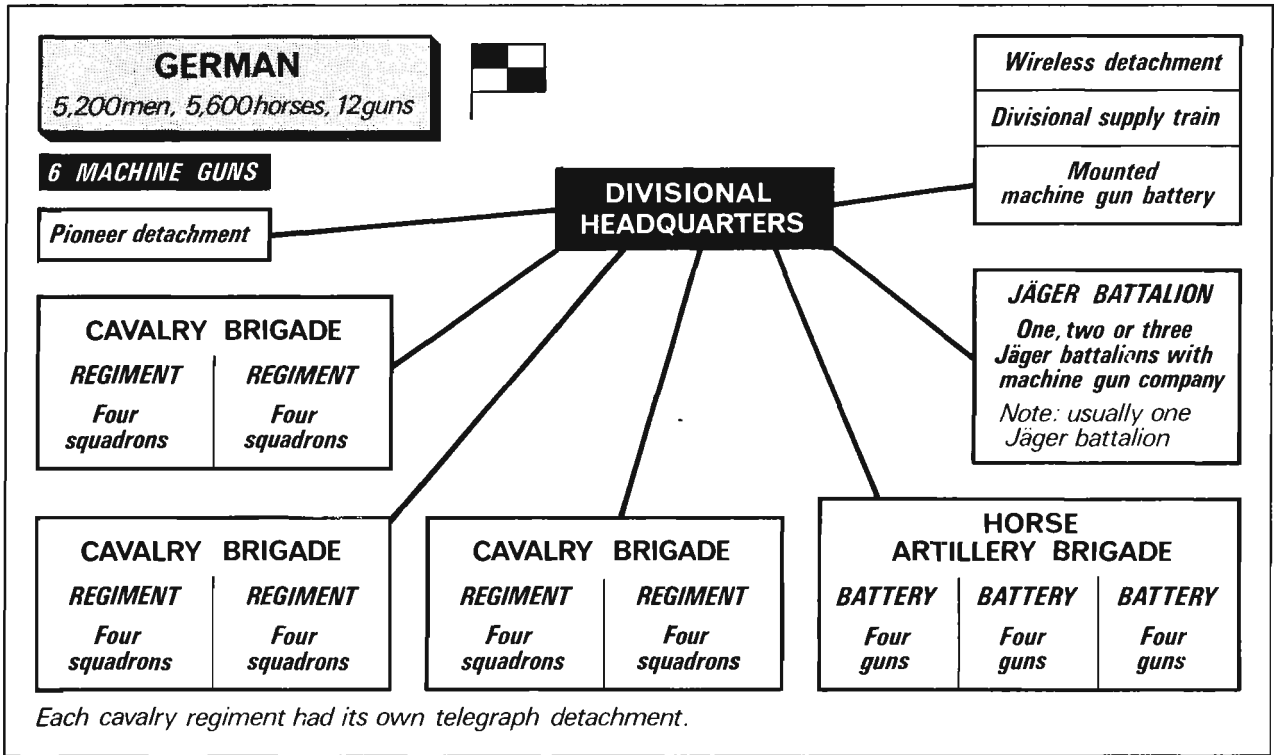 GERMAN
5,200men, 5,600horses, 12guns
6 MACHINE GUNS
Pioneer detachment
DIVISIONAL
HEADQUARTERS
Wireless detachment
Divisional supply train
Mounted
machine gun battery
JÄGER BATTALION
One, two or three
Jäger battalions with
machine gun company
Note: usually one
Jäger battalion
CAVALRY BRIGADE
REGIMENT
Four
squadrons
REGIMENT
Four
squadrons
CAVALRY BRIGADE
REGIMENT
Four
squadrons
REGIMENT
Four
squadrons
CAVALRY BRIGADE
REGIMENT
Four
squadrons
REGIMENT
Four
squadrons
HORSE
ARTILLERY BRIGADE
BATTERY
Four
guns
BATTERY
Four
guns
BATTERY
Four
guns
Each cavalry regiment had its own telegraph detachment.